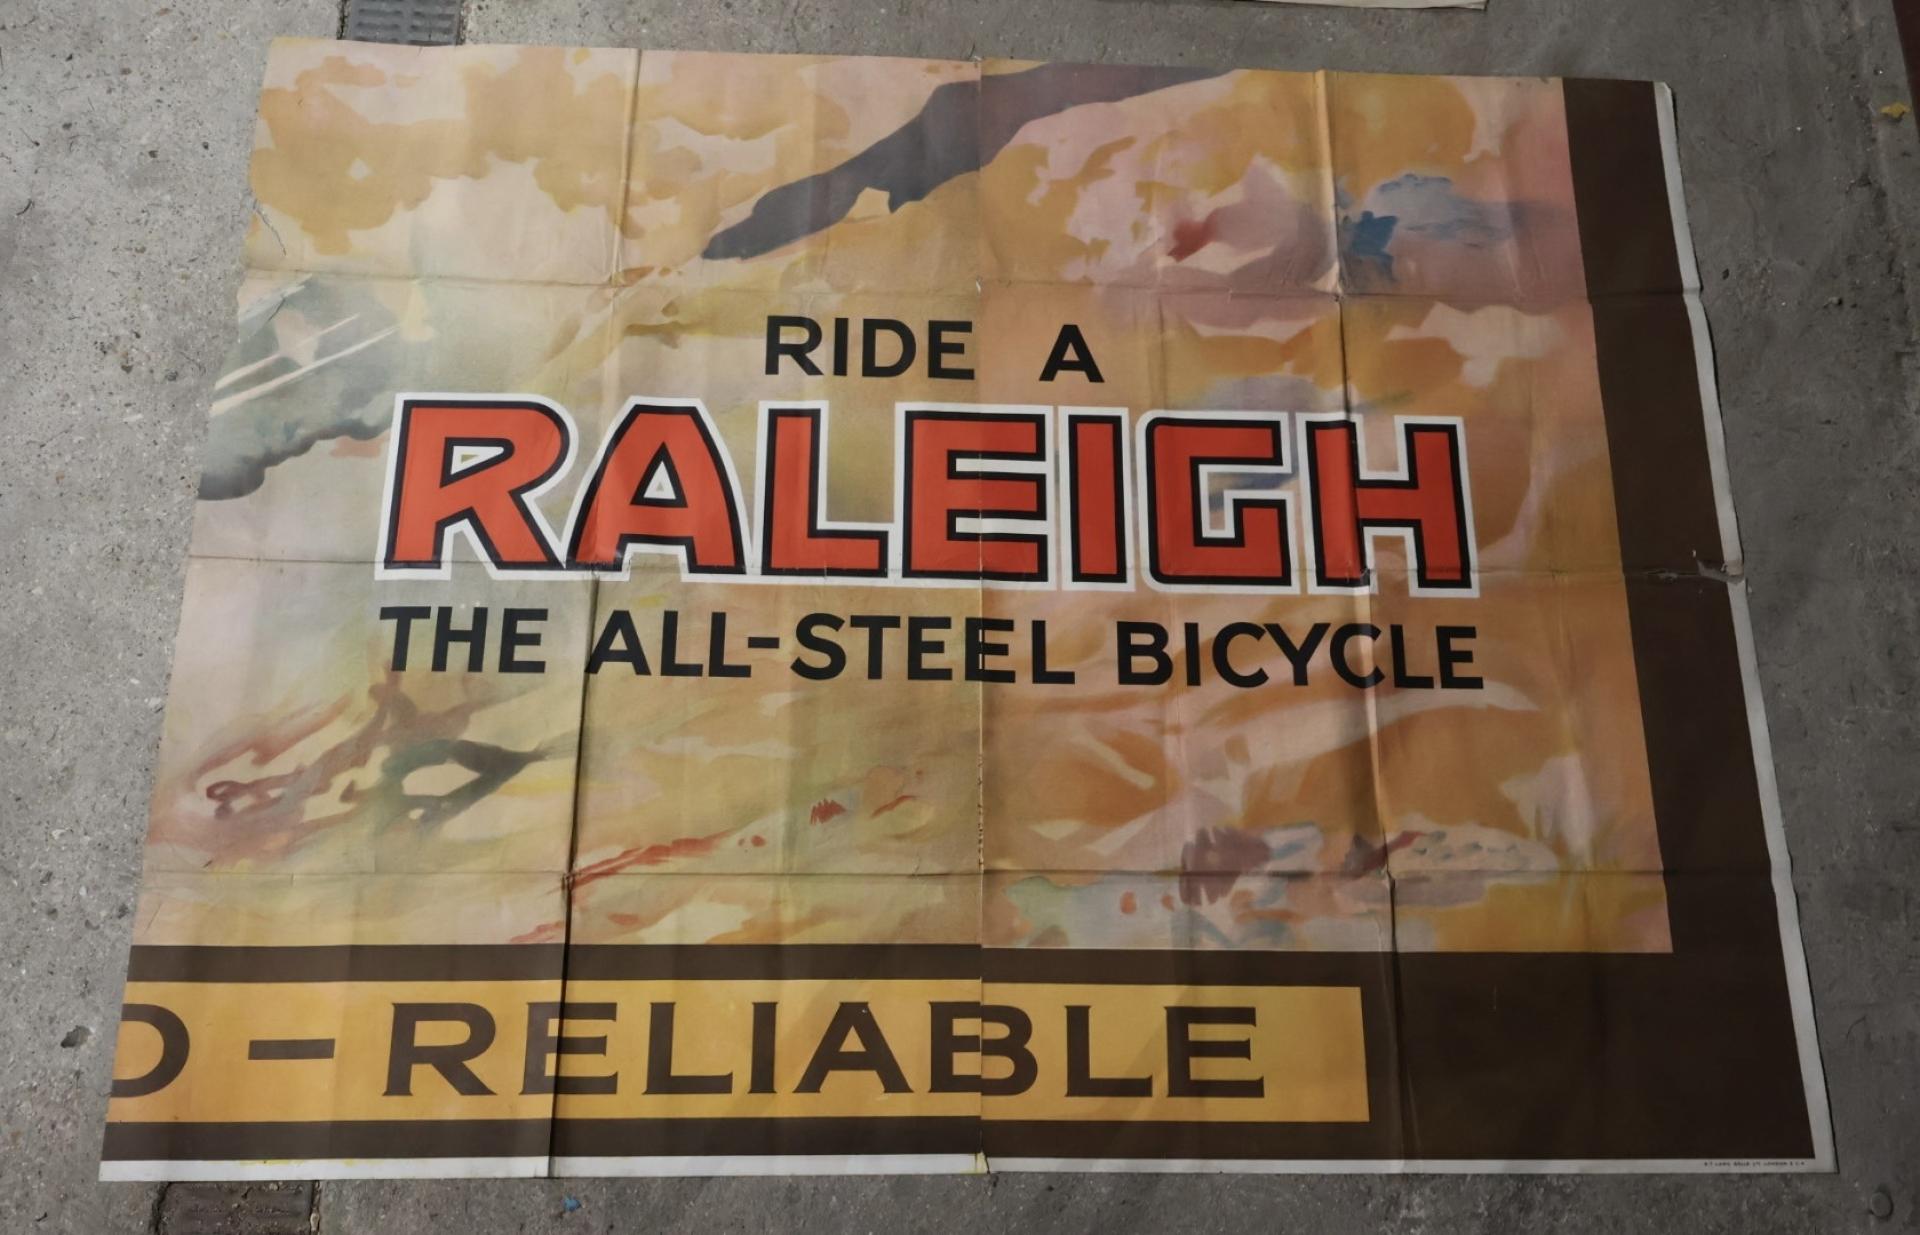 RIDE A
RALEIGH
THE ALL-STEEL BICYCLE
D – RELIABLE